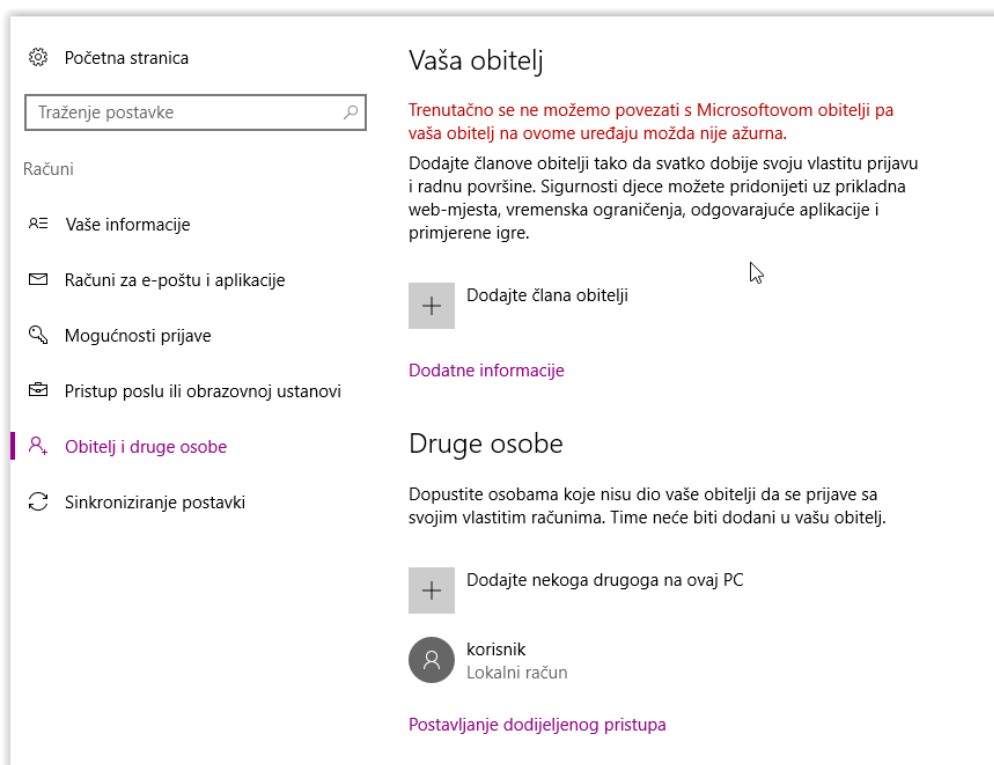 Početna stranica
Traženje postavke
Računi
Vaše informacije
Računi za e-poštu i aplikacije
Mogućnosti prijave
Pristup poslu ili obrazovnoj ustanovi
Obitelj i druge osobe
Sinkroniziranje postavki
Vaša obitelj
Trenutačno se ne možemo povezati s Microsoftovom obitelji pa
vaša obitelj na ovome uređaju možda nije ažurna.
Dodajte članove obitelji tako da svatko dobije svoju vlastitu prijavu
i radnu površine. Sigurnosti djece možete pridonijeti uz prikladna
web-mjesta, vremenska ograničenja, odgovarajuće aplikacije i
primjerene igre.
Dodajte člana obitelji
Dodatne informacije
Druge osobe
Dopustite osobama koje nisu dio vaše obitelji da se prijave sa
svojim vlastitim računima. Time neće biti dodani u vašu obitelj.
Dodajte nekoga drugoga na ovaj PC
korisnik
Lokalni račun
Postavljanje dodijeljenog pristupa